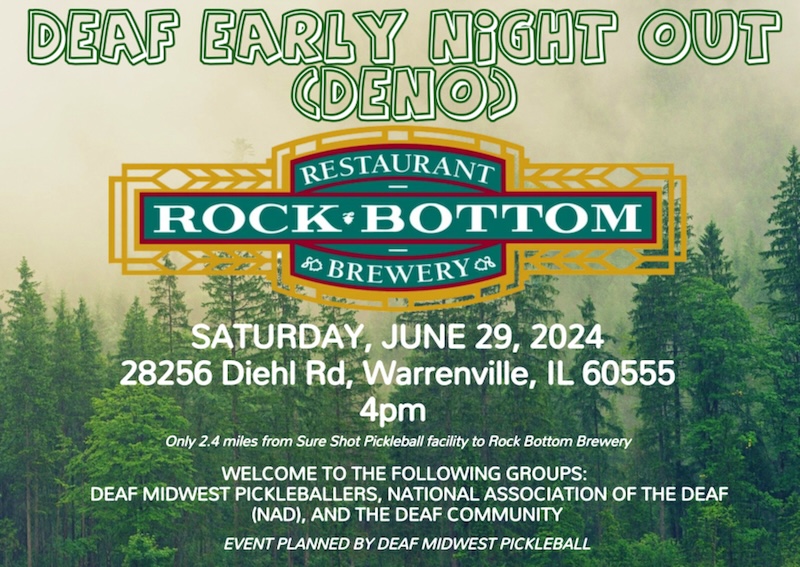 DEAF EARLY NiGHT OUT
(DENO)
RESTAURANT
ROCK BOTTOM
BREWERY
SATURDAY, JUNE 29, 2024
28256 Diehl Rd, Warrenville, IL 60555
4pm
Only 2.4 miles from Sure Shot Pickleball facility to Rock Bottom Brewery
WELCOME TO THE FOLLOWING GROUPS:
DEAF MIDWEST PICKLEBALLERS, NATIONAL ASSOCIATION OF THE DEAF
(NAD), AND THE DEAF COMMUNITY
EVENT PLANNED BY DEAF MIDWEST PICKLEBALL